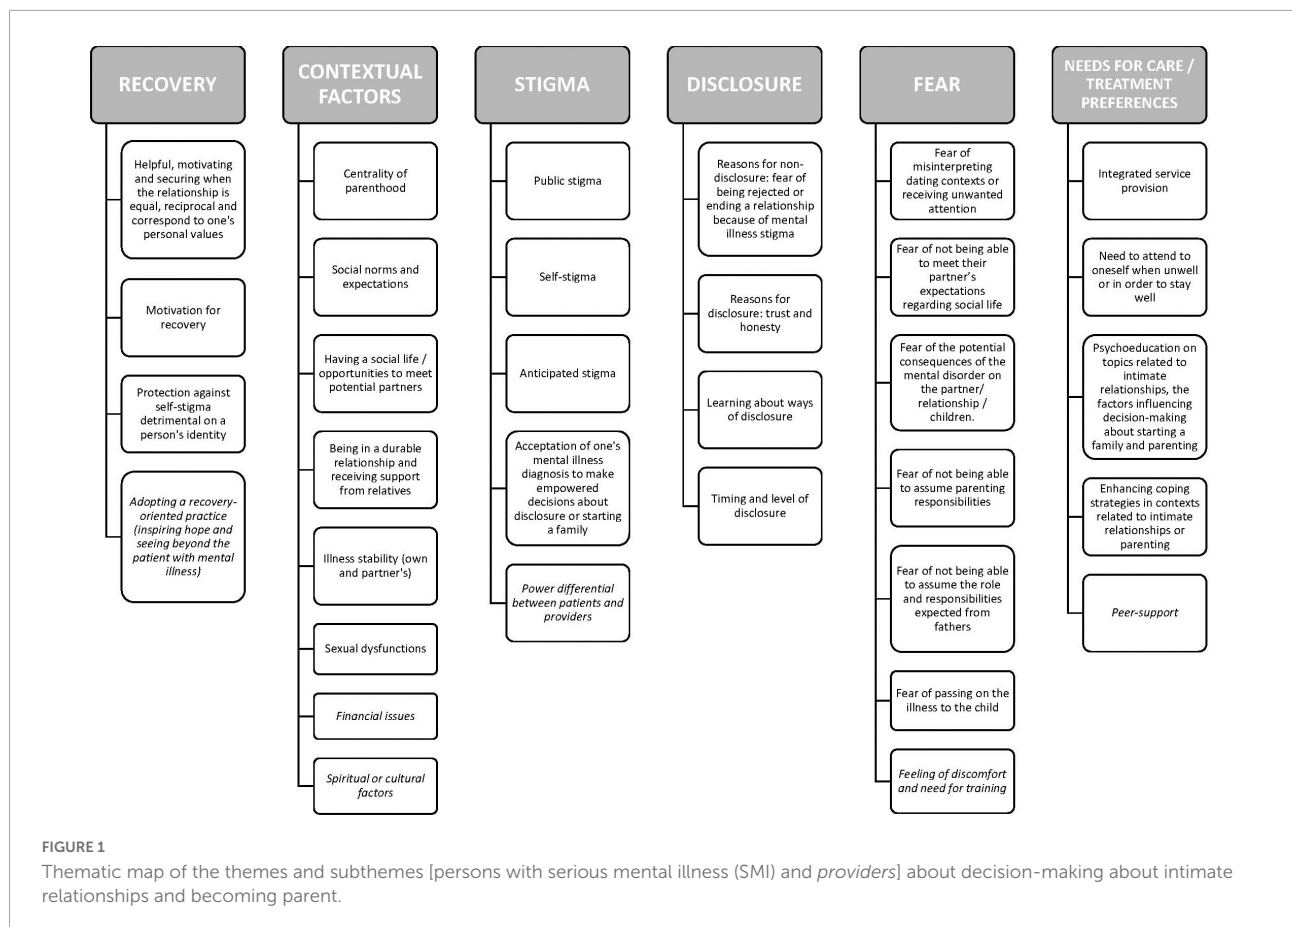 RECOVERY
Helpful, motivating
and securing when
the relationship is
equal, reciprocal and
correspond to one's
personal values
Motivation for
recovery
Protection against
self-stigma
detrimental on a
person's identity
Adopting a recovery-
oriented practice
(inspiring hope and
seeing beyond the
patient with mental
illness)
CONTEXTUAL
FACTORS
Centrality of
parenthood
Social norms and
expectations
Having a social life /
opportunities to meet
potential partners
Being in a durable
relationship and
receiving support
from relatives
Illness stability (own
and partner's)
Sexual dysfunctions
Financial issues
Spiritual or cultural
factors
STIGMA
Public stigma
Self-stigma
Anticipated stigma
Acceptation of one's
mental illness
diagnosis to make
empowered
decisions about
disclosure or starting
a family
Power differential
between patients and
providers
DISCLOSURE
Reasons for non-
disclosure: fear of
being rejected or
ending a relationship
because of mental
illness stigma
Reasons for
disclosure: trust and
honesty
Learning about ways
of disclosure
Timing and level of
disclosure
FEAR
Fear of
misinterpreting
dating contexts or
receiving unwanted
attention
Fear of not being able
to meet their
partner’s
expectations
regarding social life
Fear of the potential
consequences of the
mental disorder on
the partner/
relationship /
children.
Fear of not being able
to assume parenting
responsibilities
Fear of not being able
to assume the role
and responsibilities
expected from
fathers
Fear of passing on the
illness to the child
Feeling of discomfort
and need for training
NEEDS FOR CARE /
TREATMENT
PREFERENCES
Integrated service
provision
Need to attend to
oneself when unwell
or in order to stay
well
Psychoeducation on
topics related to
intimate
relationships, the
factors influencing
decision-making
about starting a
family and parenting
Enhancing coping
strategies in contexts
related to intimate
relationships or
parenting
Peer-support
FIGURE 1
Thematic map of the themes and subthemes [persons with serious mental illness (SMI) and providers] about decision-making about intimate
relationships and becoming parent.